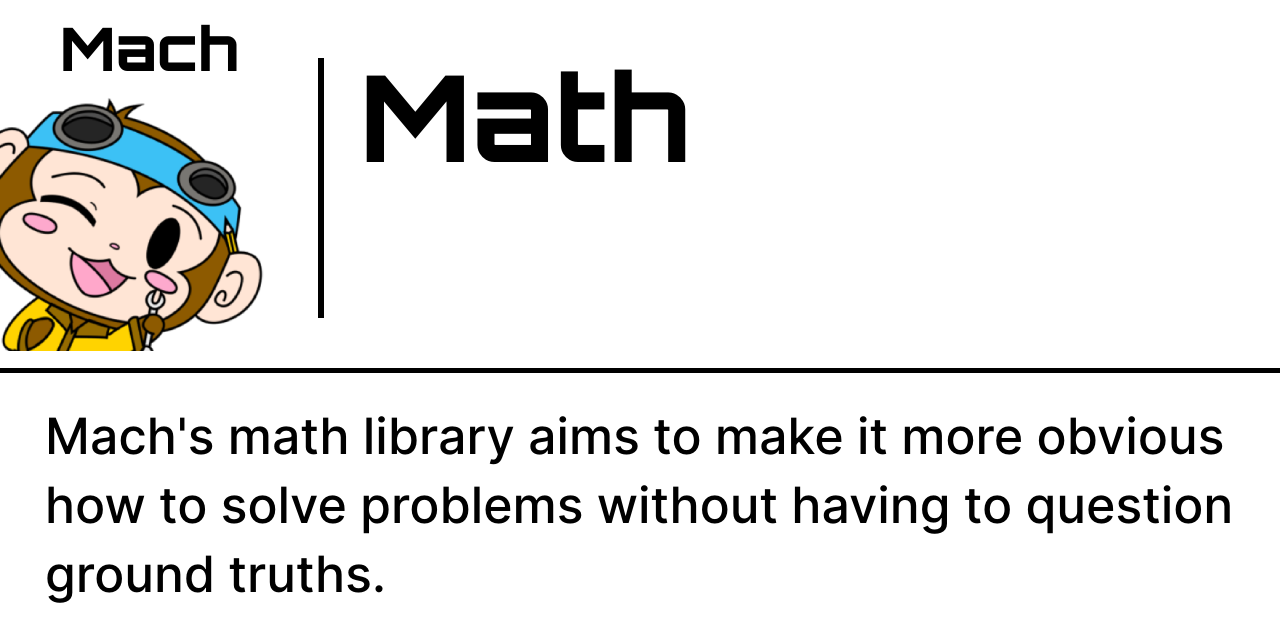 Mach
Math
Mach's math library aims to make it more obvious
how to solve problems without having to question
ground truths.